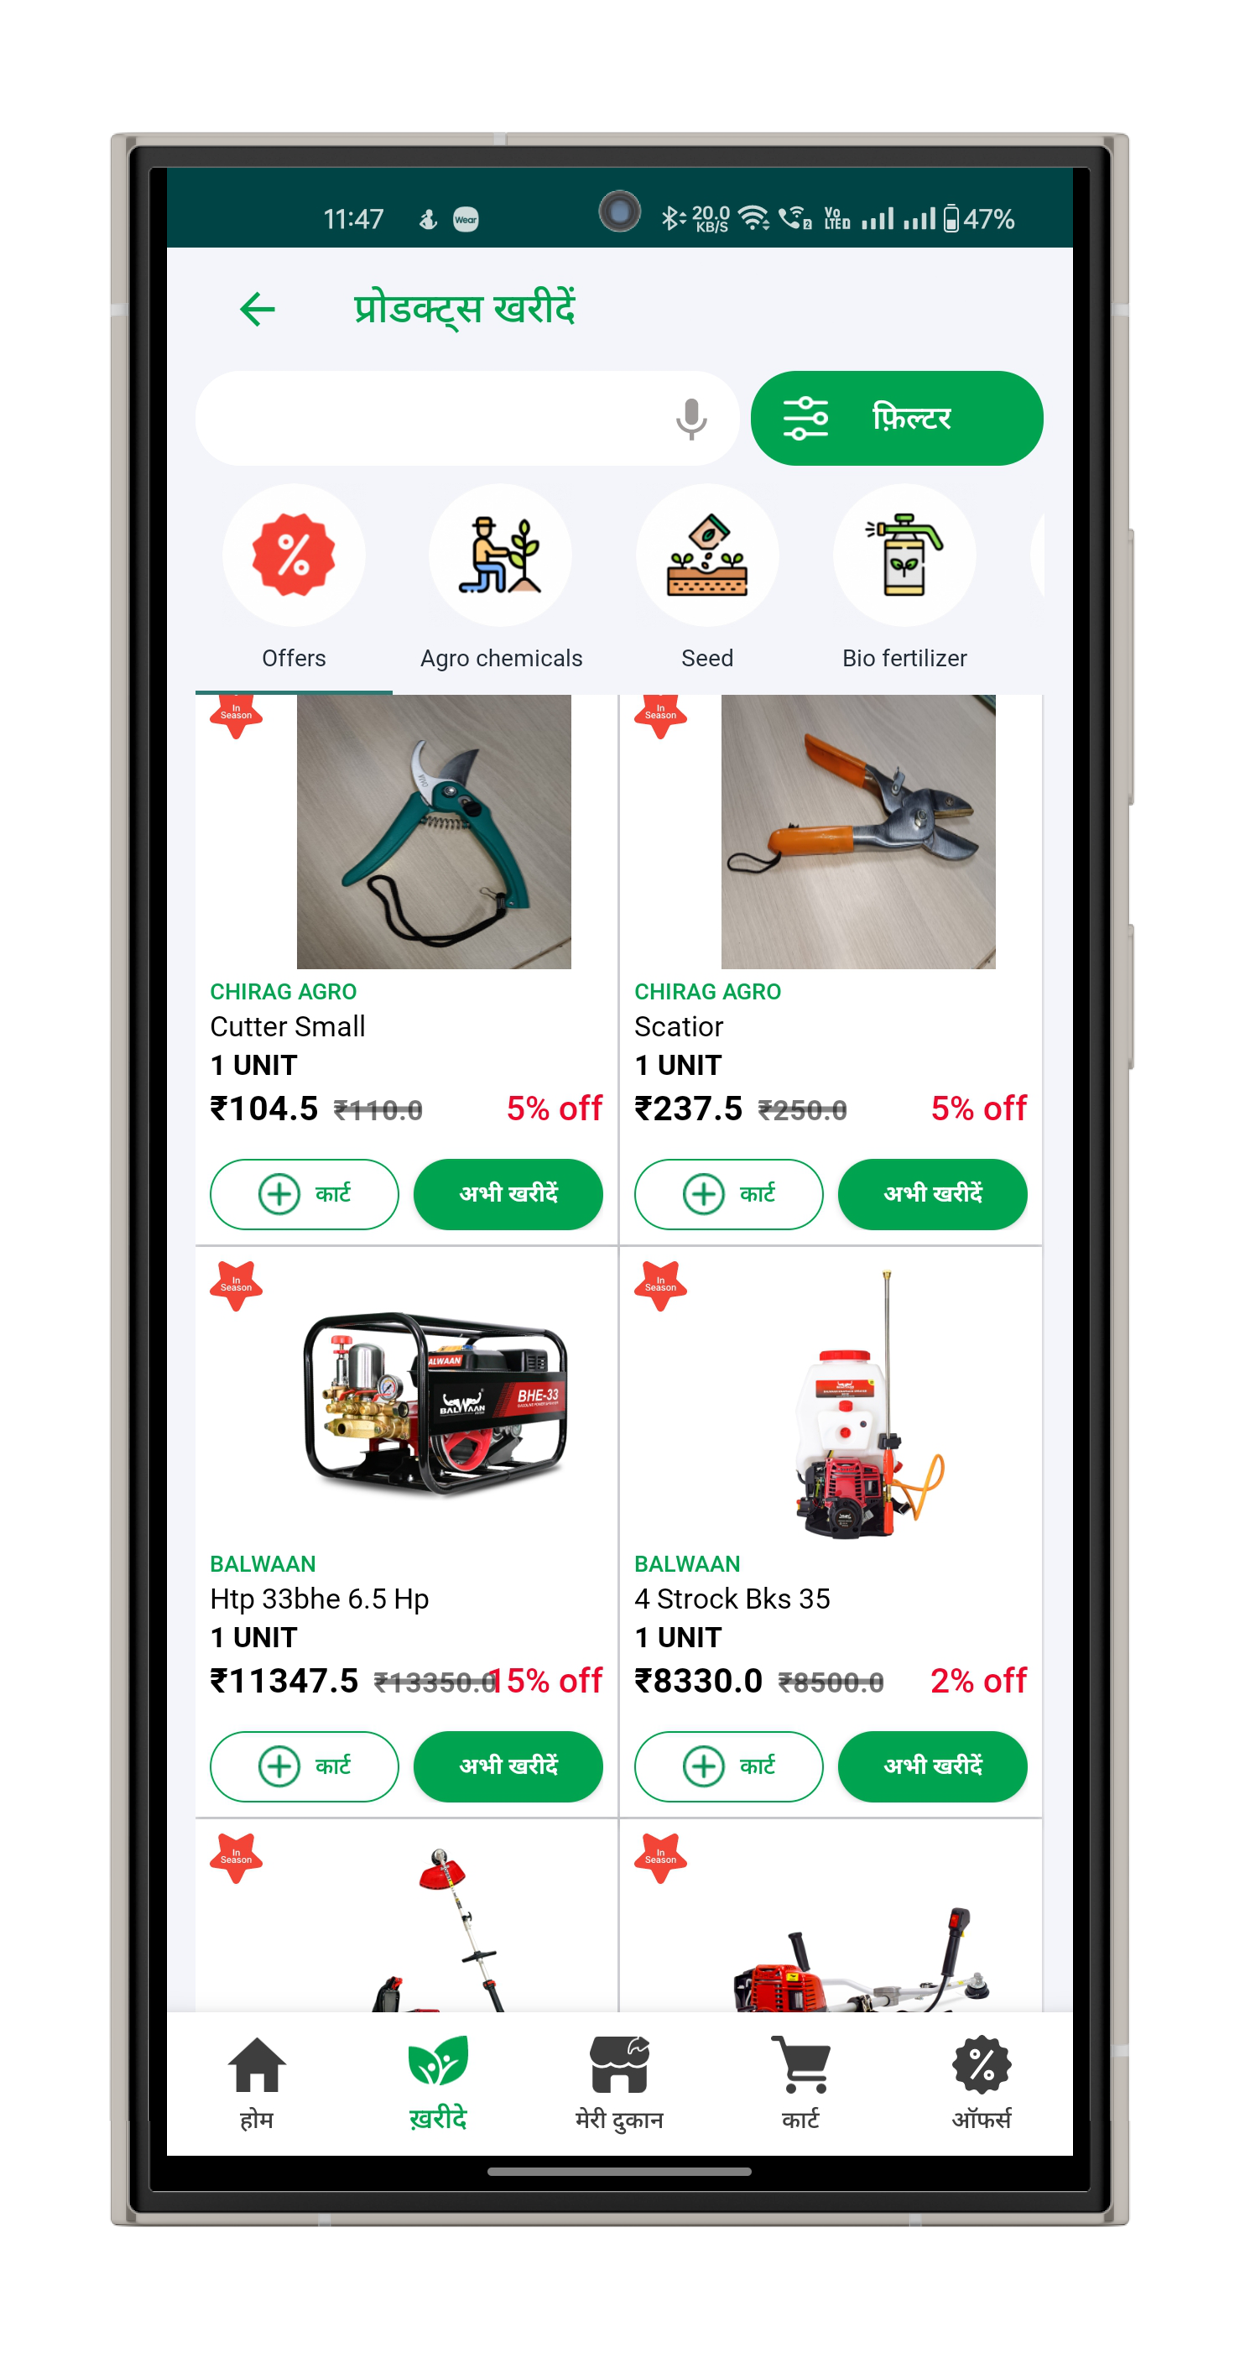 11:47 Wear 20.0 KB/S Vo LTED 47%
प्रोडक्ट्स खरीदें
फ़िल्टर
Offers Agro chemicals Seed Bio fertilizer
In Season In Season
CHIRAG AGRO CHIRAG AGRO
Cutter Small Scatior
1 UNIT 1 UNIT
₹104.5 ₹110.0 5% off ₹237.5 ₹250.0 5% off
कार्ट अभी खरीदें कार्ट अभी खरीदें
In Season In Season
BALWAAN
BHE-33
BALWAAN BALWAAN
Htp 33bhe 6.5 Hp 4 Strock Bks 35
1 UNIT 1 UNIT
₹11347.5 ₹13350.0 15% off ₹8330.0 ₹8500.0 2% off
कार्ट अभी खरीदें कार्ट अभी खरीदें
In Season In Season
होम ख़रीदे मेरी दुकान कार्ट ऑफर्स